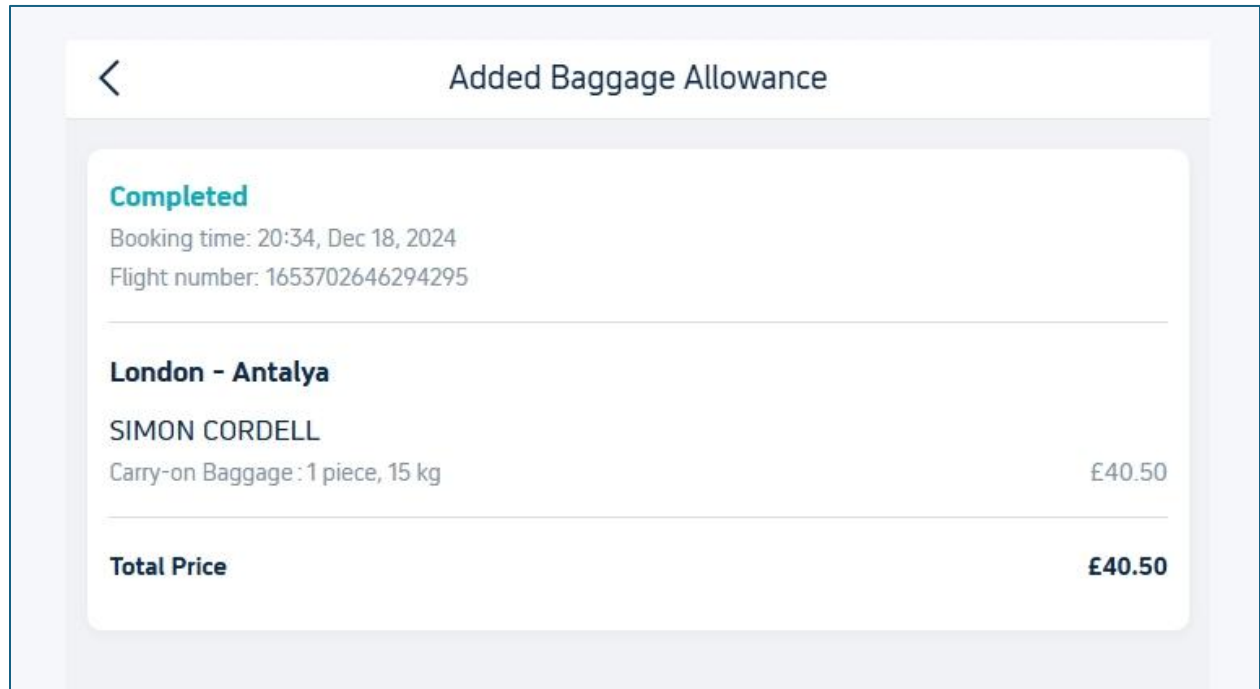 Added Baggage Allowance
Completed
Booking time: 20:34, Dec 18, 2024
Flight number: 1653702646294295
London - Antalya
SIMON CORDELL
Carry-on Baggage : 1 piece, 15 kg £40.50
Total Price £40.50